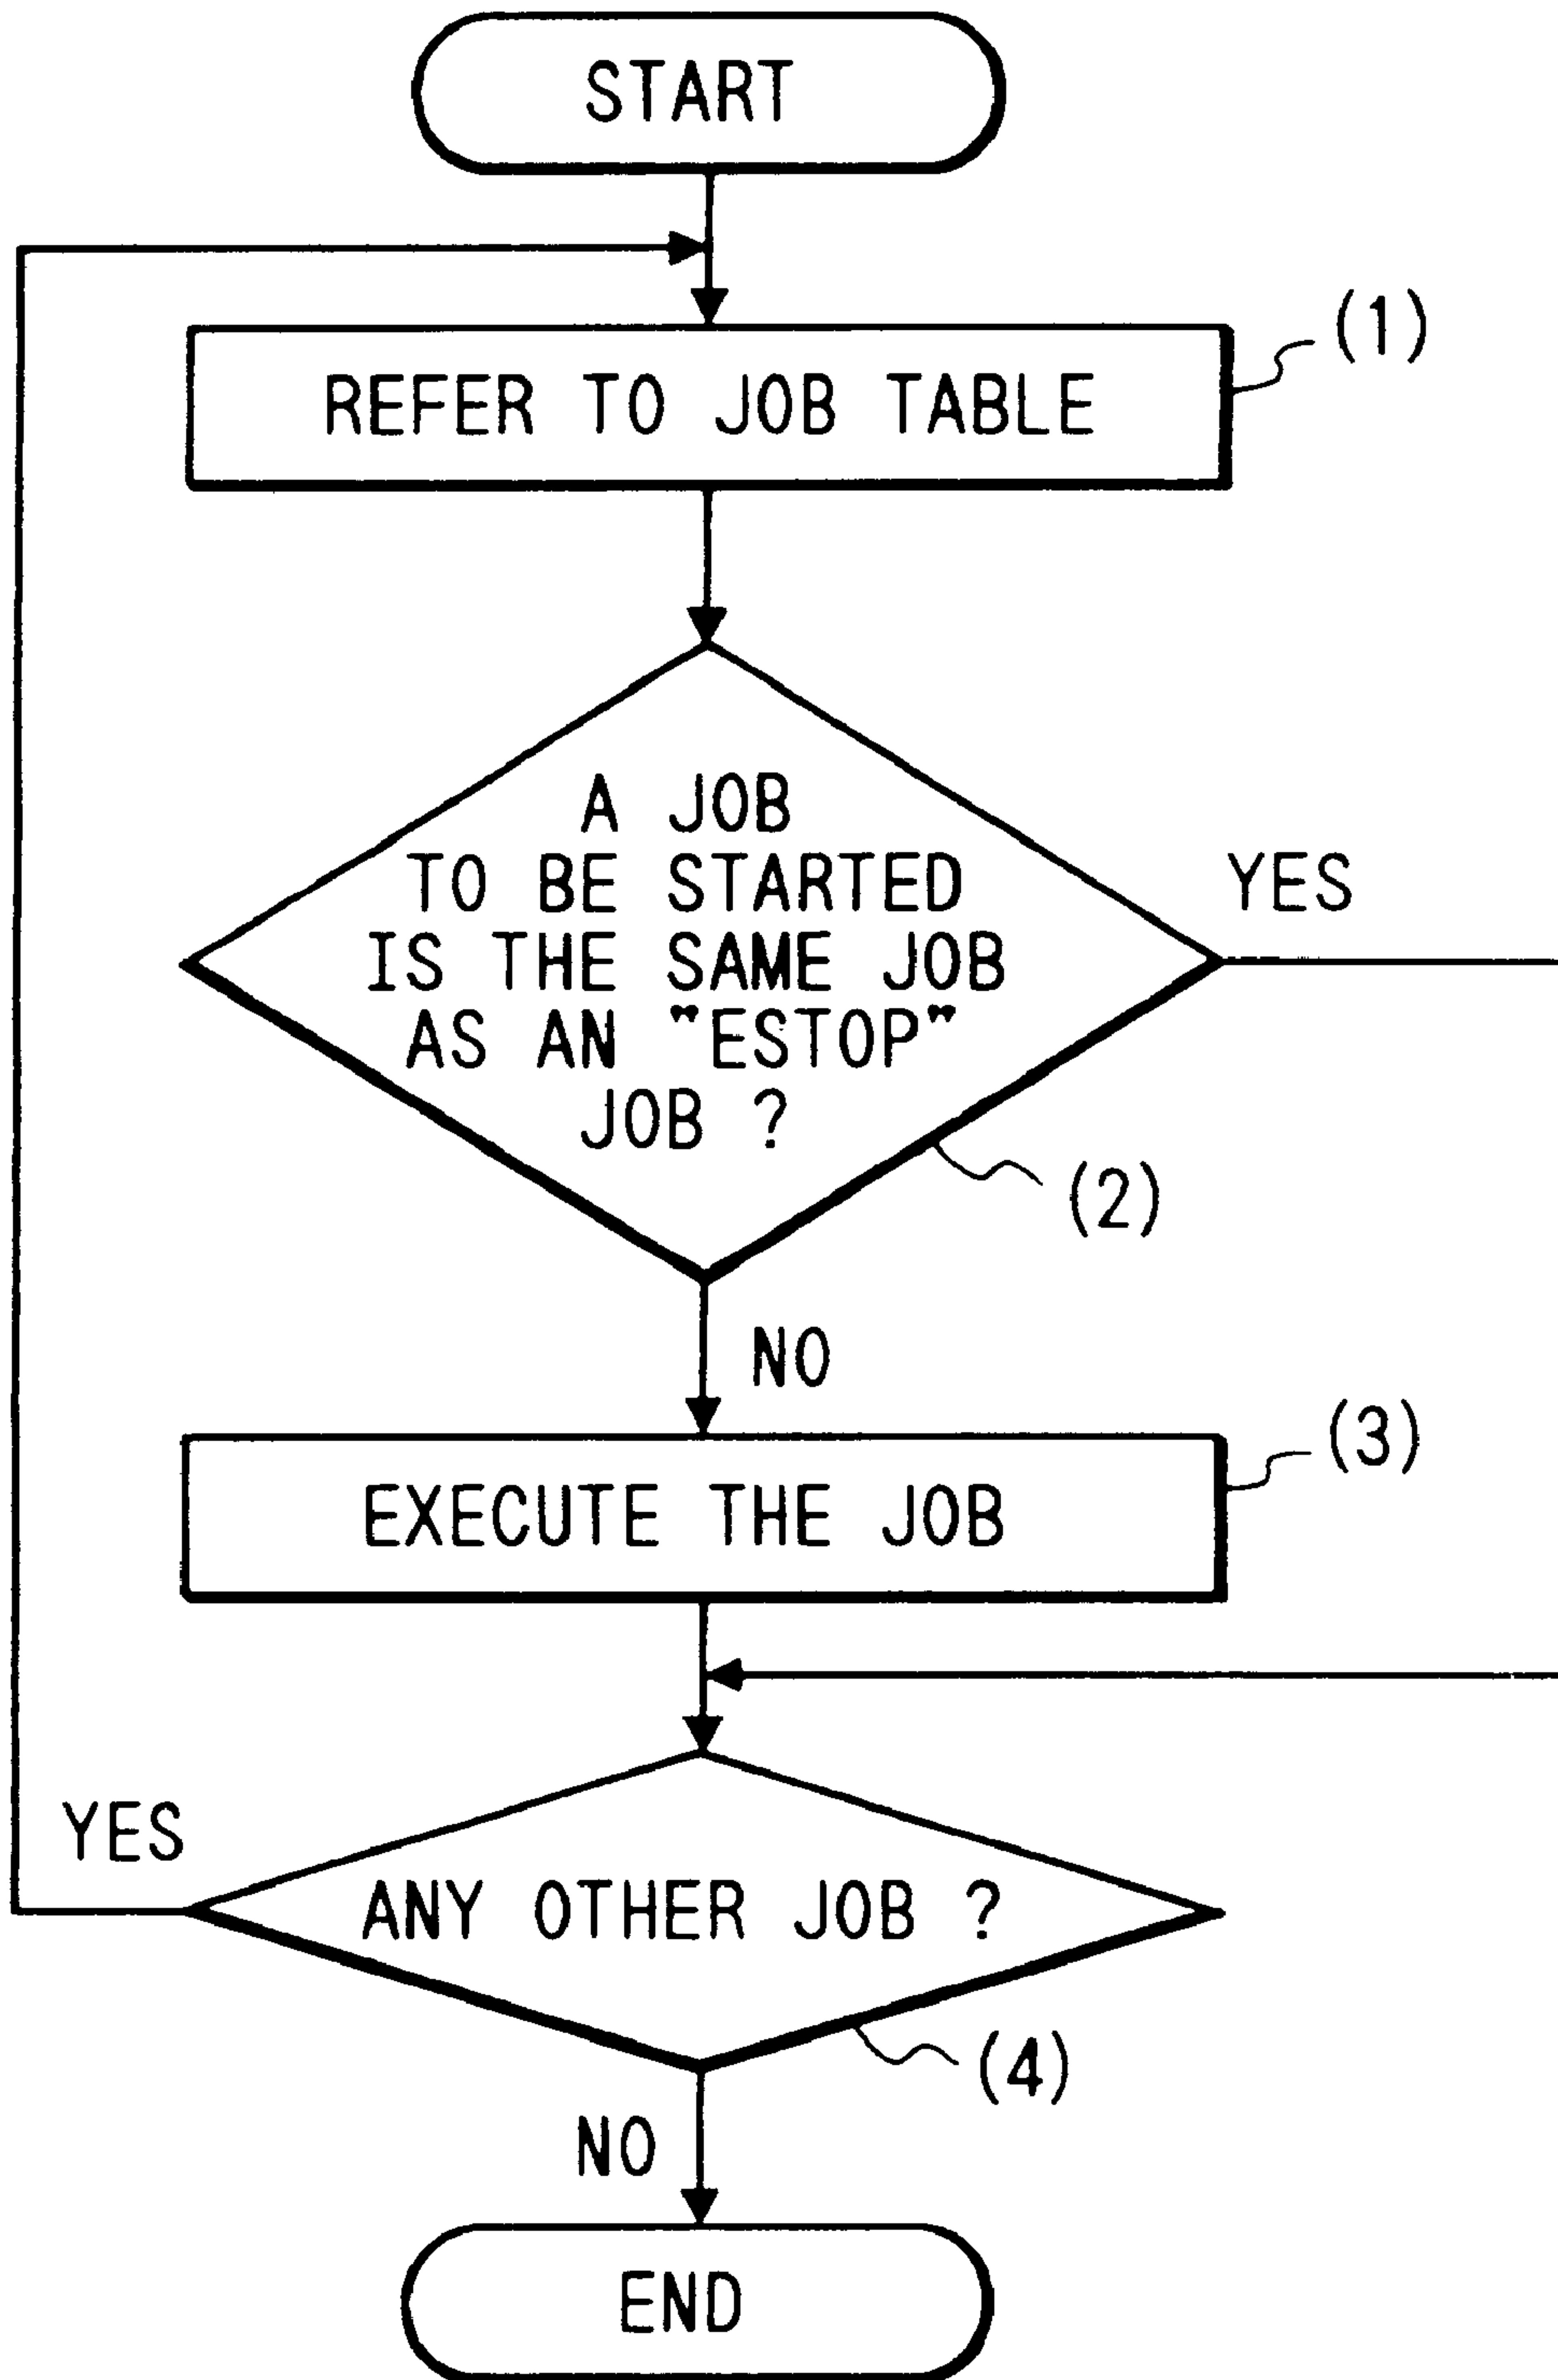 START
(1)
REFER TO JOB TABLE
A JOB
TO BE STARTED
IS THE SAME JOB
AS AN "ESTOP"
JOB ?
YES
(2)
NO
(3)
EXECUTE THE JOB
YES
ANY OTHER JOB ?
(4)
NO
END